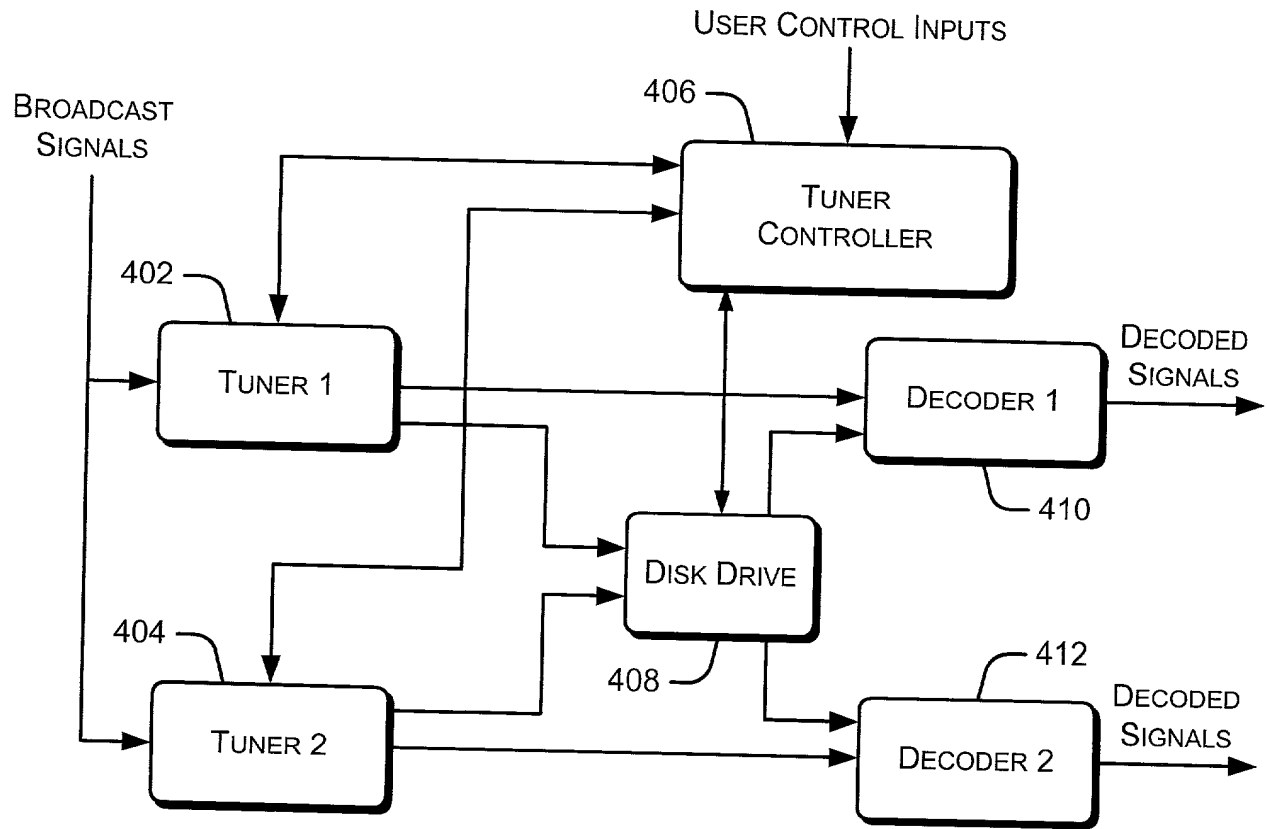 USER CONTROL INPUTS
406
BROADCAST
SIGNALS
TUNER
CONTROLLER
402
TUNER 1
DECODED
SIGNALS
DECODER 1
410
DISK DRIVE
404
408
412
TUNER 2
DECODED
SIGNALS
DECODER 2